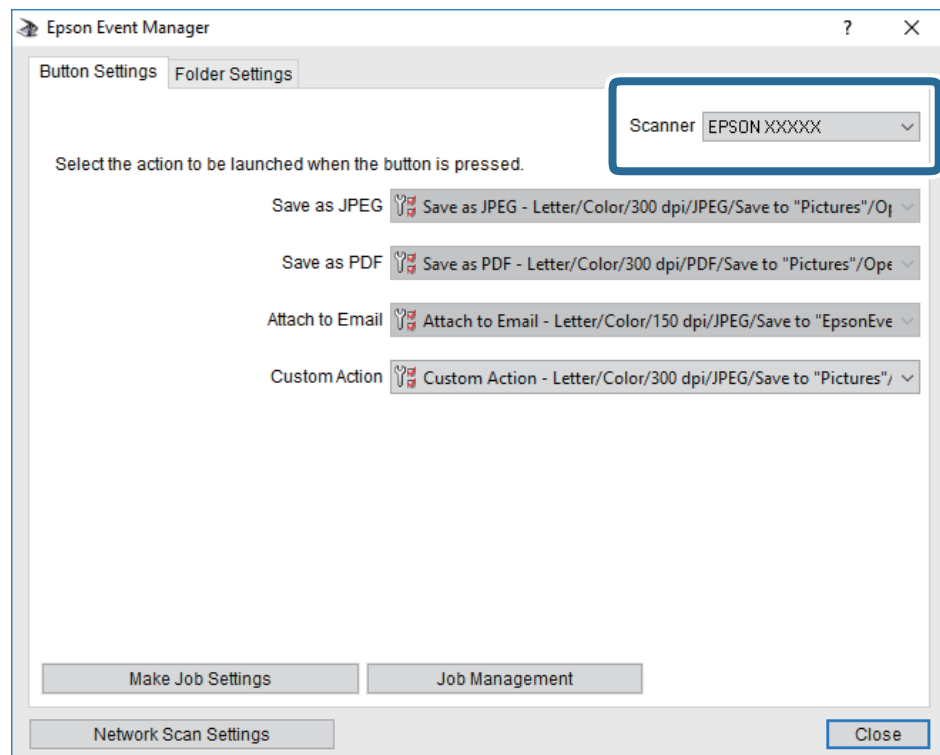 Epson Event Manager
Button Settings Folder Settings
Scanner EPSON XXXXX
Select the action to be launched when the button is pressed.
Save as JPEG Save as JPEG - Letter/Color/300 dpi/JPEG/Save to "Pictures"/Op
Save as PDF Save as PDF - Letter/Color/300 dpi/PDF/Save to "Pictures"/Ope
Attach to Email Attach to Email - Letter/Color/150 dpi/JPEG/Save to "EpsonEve
Custom Action Custom Action - Letter/Color/300 dpi/JPEG/Save to "Pictures"/
Make Job Settings Job Management
Network Scan Settings Close